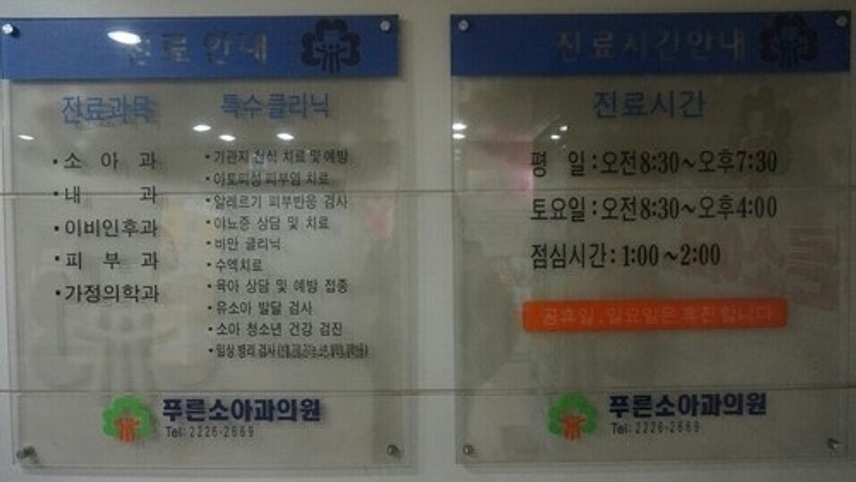 진료 안내
진료과목
특수클리닉
• 소 아 과
• 내 과
• 이비인후과
• 피 부 과
• 가정의학과
• 기관지 천식 치료 및 예방
• 아토피성 피부염 치료
• 알레르기 피부반응 검사
• 야뇨증 상담 및 치료
• 비만 클리닉
• 수액치료
• 육아 상담 및 예방 접종
• 유소아 발달 검사
• 소아 청소년 건강 검진
• 임상 병리 검사
푸른소아과의원
Tel: 2226-2669
진료시간안내
진료시간
평 일 : 오전8:30~오후7:30
토요일 : 오전8:30~오후4:00
점심시간 : 1:00~2:00
공휴일, 일요일은 휴진 합니다
푸른소아과의원
Tel: 2226-2669